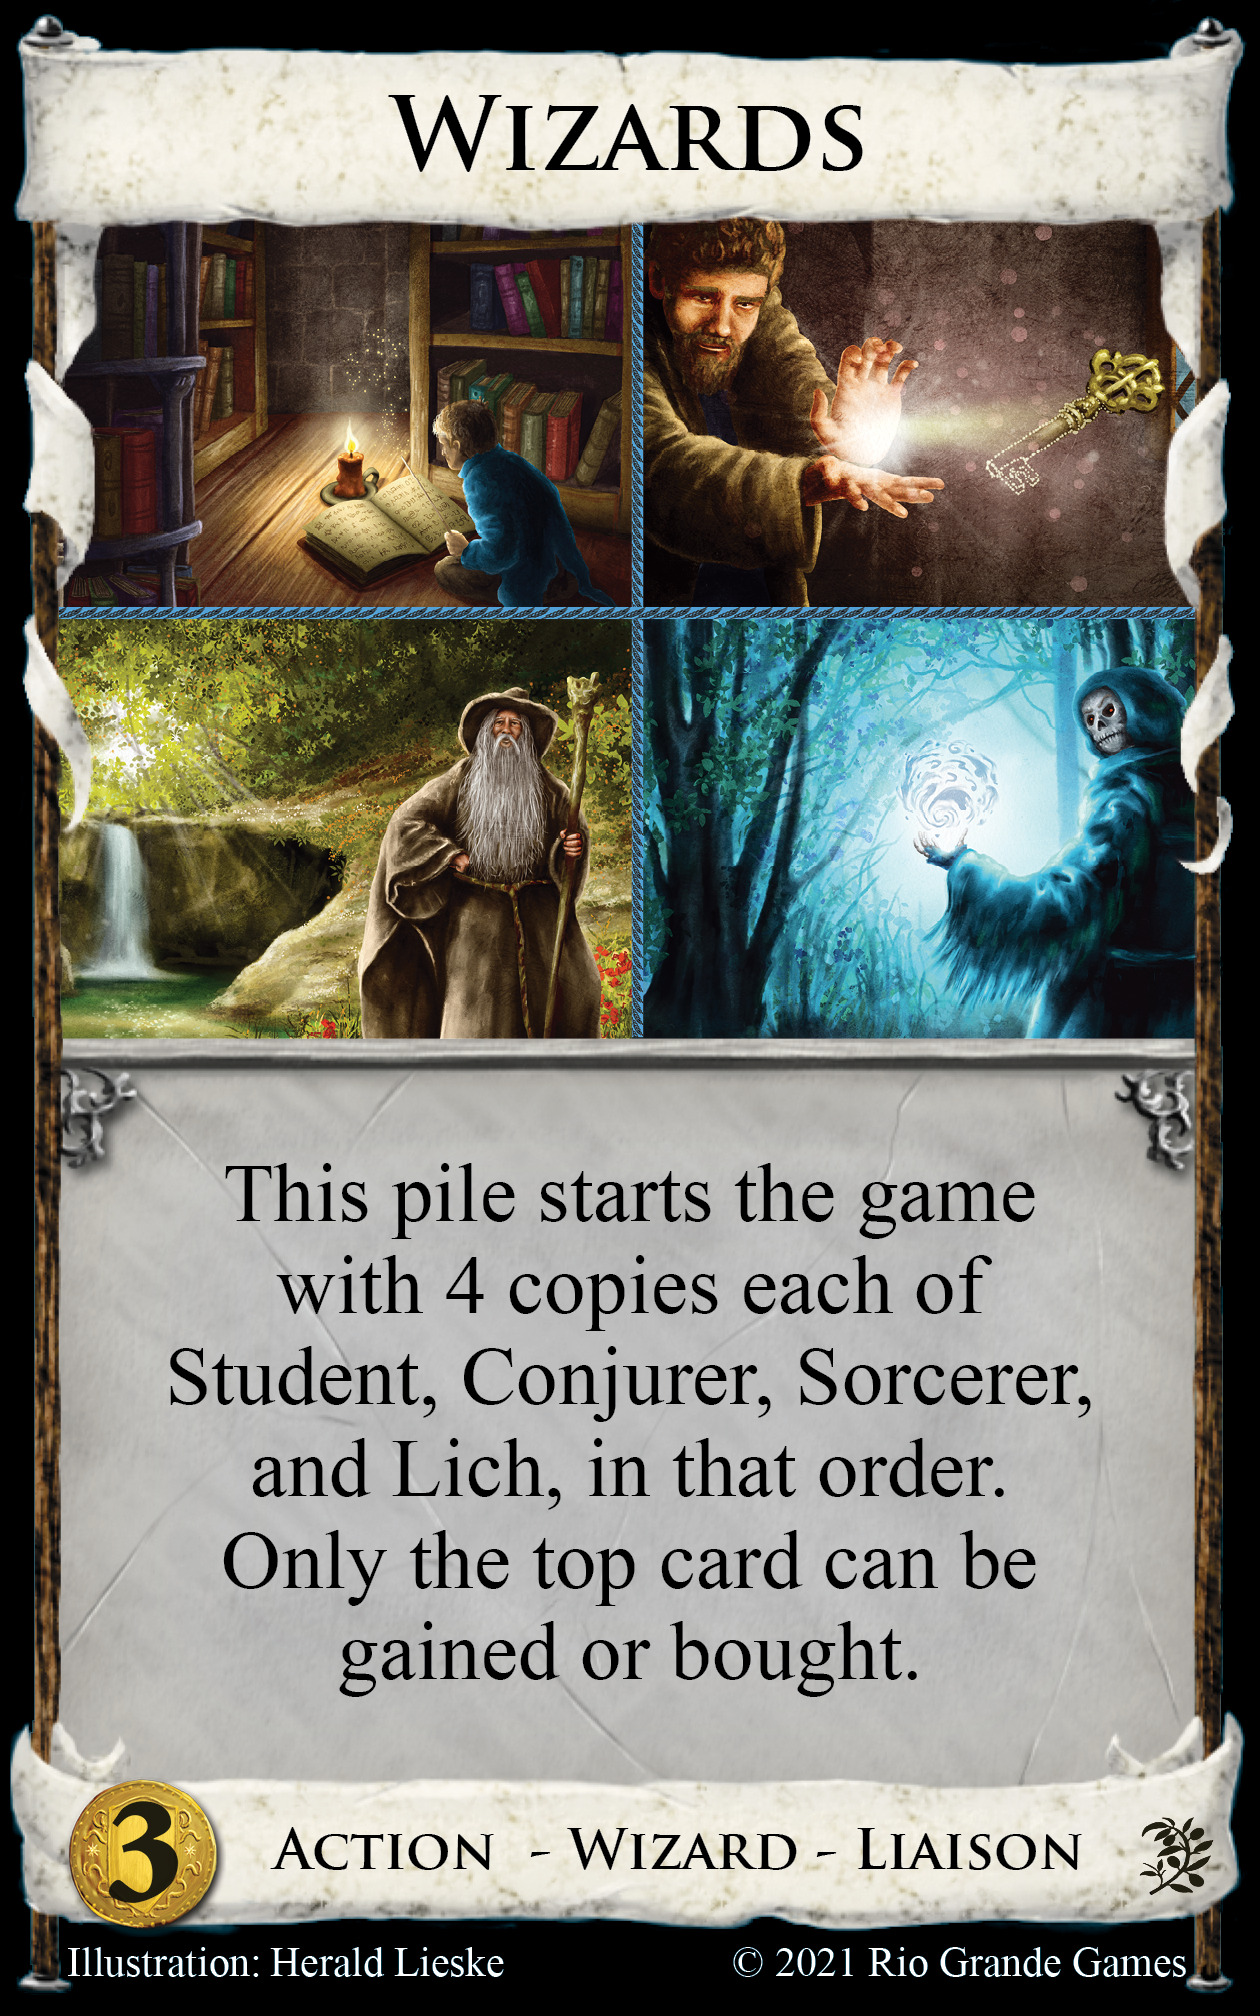 Wizards
This pile starts the game
with 4 copies each of
Student, Conjurer, Sorcerer,
and Lich, in that order.
Only the top card can be
gained or bought.
3
Action - Wizard - Liaison
Illustration: Herald Lieske
© 2021 Rio Grande Games